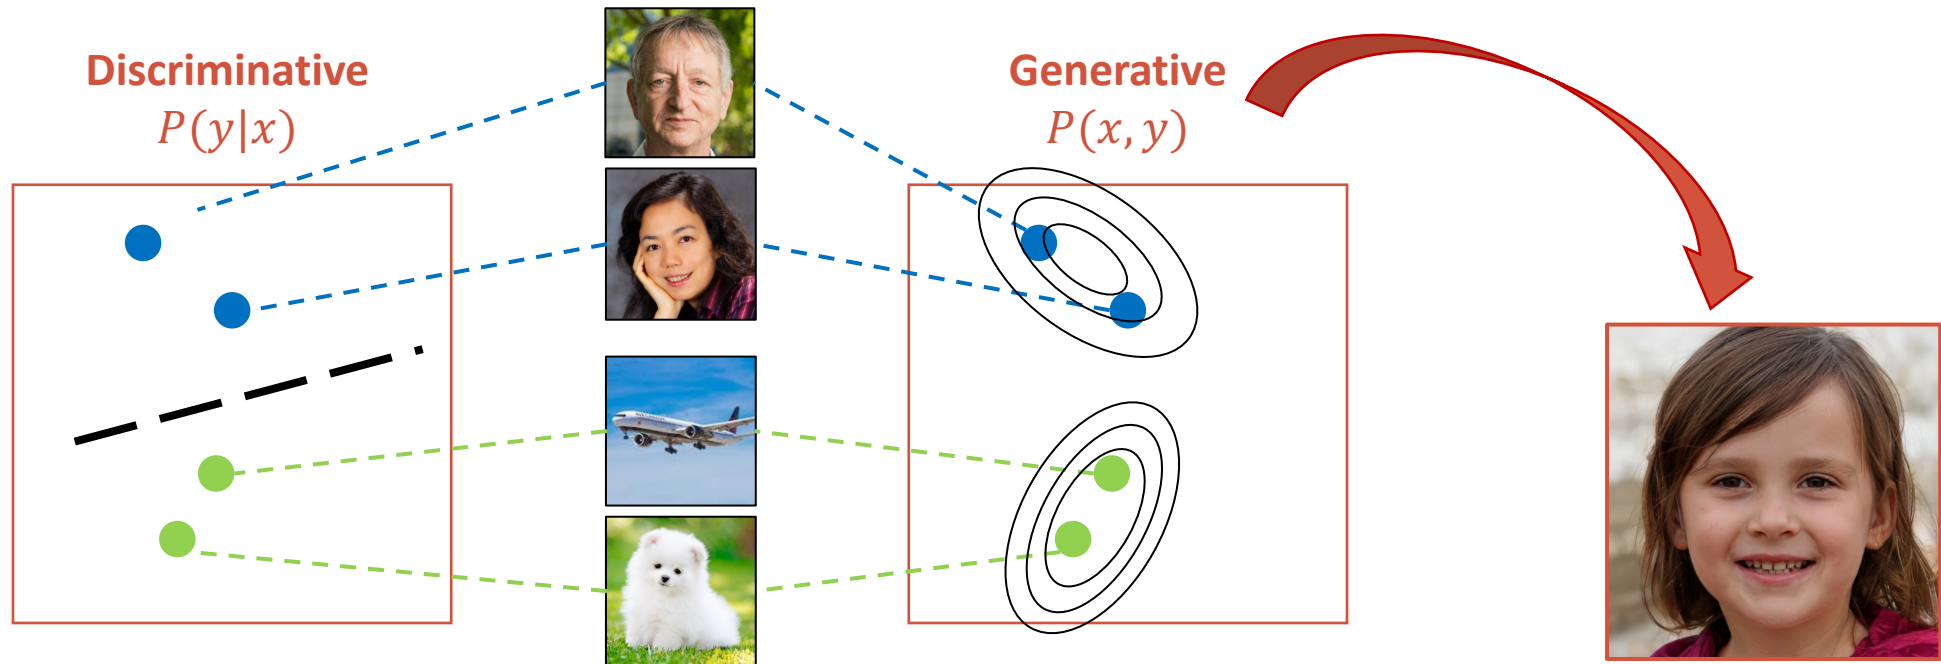 Discriminative
P(y|x)
Generative
P(x, y)